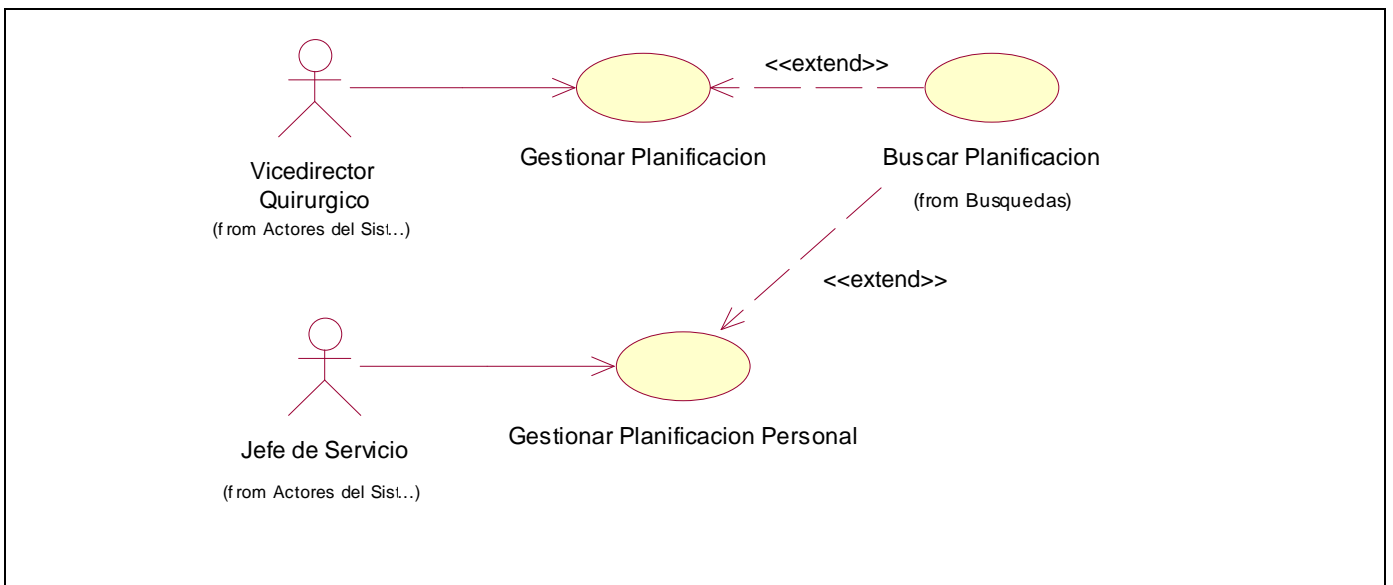 <<extend>>
Gestionar Planificacion
Buscar Planificacion
(from Busquedas)
Vicedirector
Quirurgico
(from Actores del Sist...)
<<extend>>
Gestionar Planificacion Personal
Jefe de Servicio
(from Actores del Sist...)